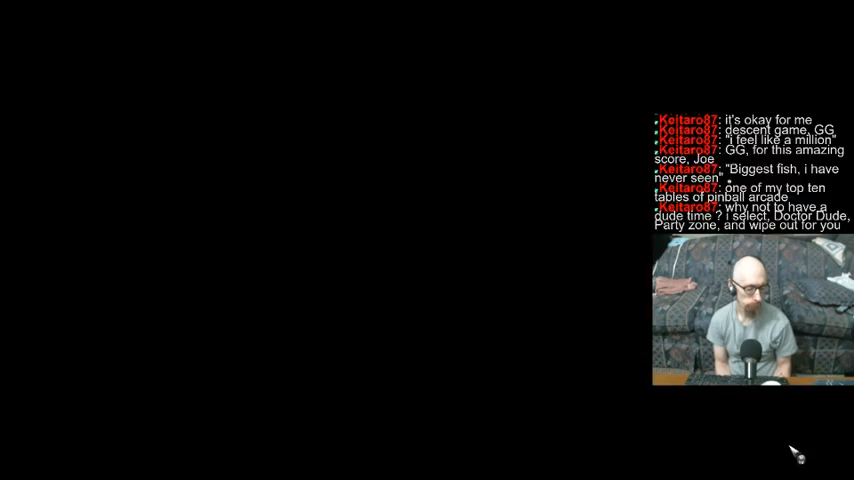 Keitaro87: it's okay for me
Keitaro87: descent game, GG
Keitaro87: "i feel like a million"
Keitaro87: GG, for this amazing
score, Joe
Keitaro87: "Biggest fish, i have
never seen"
Keitaro87: one of my top ten
tables of pinball arcade
Keitaro87: why not to have a
dude time ? i select, Doctor Dude,
Party zone, and wipe out for you